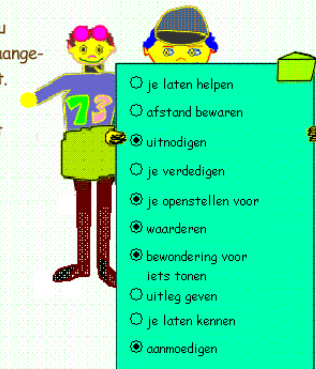 u
ange-
t.
73
je laten helpen
afstand bewaren
uitnodigen
je verdedigen
je openstellen voor
waarderen
bewondering voor
iets tonen
uitleg geven
je laten kennen
aanmoedigen